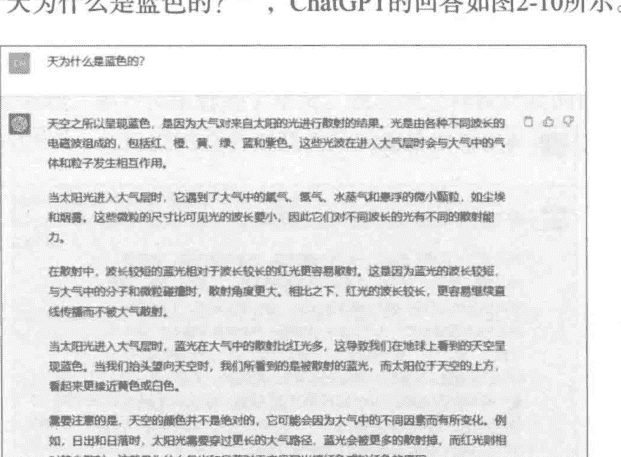 天为什么是蓝色的？”，ChatGPT的回答如图2-10所示。
天为什么是蓝色的?
天空之所以呈现蓝色，是因为大气对来自太阳的光进行散射的结果。光是由各种不同波长的
电磁波组成的，包括红、橙、黄、绿、蓝和紫色。这些光波在进入大气层时会与大气中的气
体和粒子发生相互作用。
当太阳光进入大气层时，它遇到了大气中的氧气、氮气、水蒸气和悬浮的微小颗粒，如尘埃
和烟雾。这些微粒的尺寸比可见光的波长要小，因此它们对不同波长的光有不同的散射能
力。
在散射中，波长较短的蓝光相对于波长较长的红光更容易散射。这是因为蓝光的波长较短，
与大气中的分子和微粒碰撞时，散射角度更大。相比之下，红光的波长较长，更容易继续直
线传播而不被大气散射。
当太阳光进入大气层时，蓝光在大气中的散射比红光多，这导致我们在地球上看到的天空呈
现蓝色。当我们抬头望向天空时，我们所看到的是被散射的蓝光，而太阳位于天空的上方，
看起来更接近黄色或白色。
需要注意的是，天空的颜色并不是绝对的，它可能会因为大气中的不同因素而有所变化。例
如，日出和日落时，太阳光需要穿过更长的大气路径，蓝光会被更多的散射掉，而红光则相